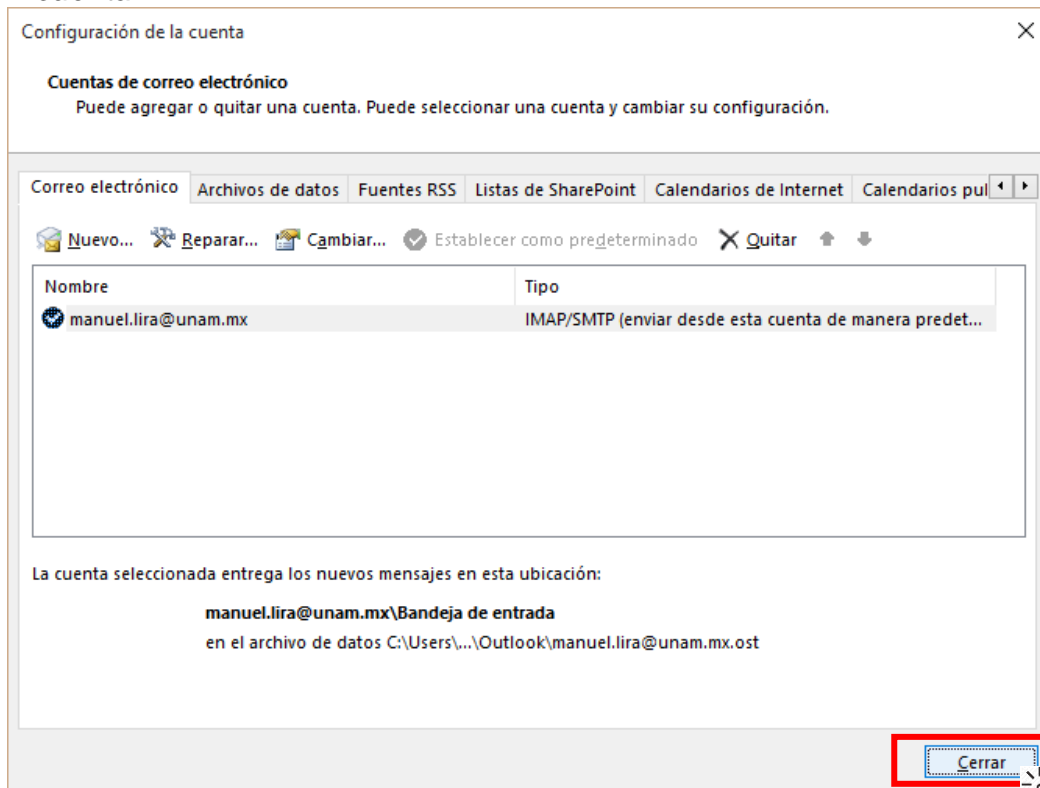 Configuración de la cuenta
Cuentas de correo electrónico
Puede agregar o quitar una cuenta. Puede seleccionar una cuenta y cambiar su configuración.
Correo electrónico Archivos de datos Fuentes RSS Listas de SharePoint Calendarios de Internet Calendarios pul
Nuevo... Reparar... Cambiar... Establecer como predeterminado Quitar
Nombre Tipo
manuel.lira@unam.mx IMAP/SMTP (enviar desde esta cuenta de manera predet...
La cuenta seleccionada entrega los nuevos mensajes en esta ubicación:
manuel.lira@unam.mx\Bandeja de entrada
en el archivo de datos C:\Users\...\Outlook\manuel.lira@unam.mx.ost
Cerrar